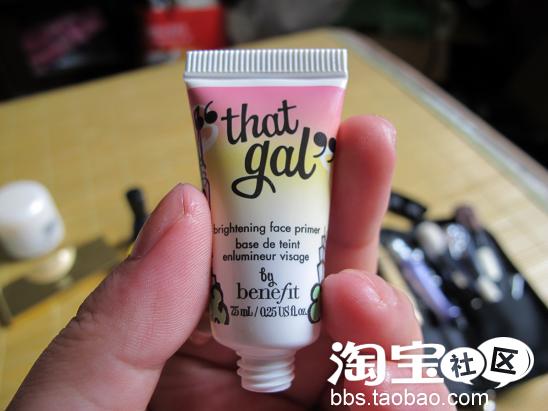 “that
gal”
brightening face primer
base de teint
enlumineur visage
by
benefit
7.5 mL / 0.25 US fl. oz.
淘宝社区
bbs.taobao.com